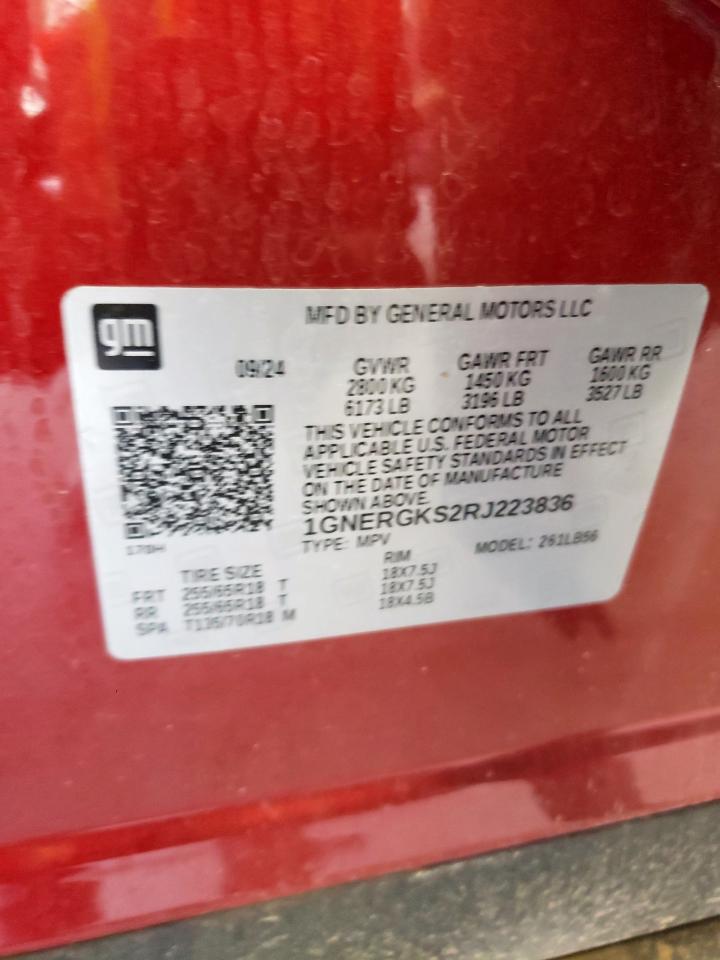 gm
MFD BY GENERAL MOTORS LLC
09/24 GVWR GAWR FRT GAWR RR
2800 KG 1450 KG 1600 KG
6173 LB 3196 LB 3527 LB
THIS VEHICLE CONFORMS TO ALL
APPLICABLE U.S. FEDERAL MOTOR
VEHICLE SAFETY STANDARDS IN EFFECT
ON THE DATE OF MANUFACTURE
SHOWN ABOVE.
1GNERGKS2RJ223836
TYPE: MPV MODEL: 261LB56
TIRE SIZE RIM
FRT 255/65R18 T 18X7.5J
RR 255/65R18 T 18X7.5J
SPA T135/70R18 M 18X4.5B